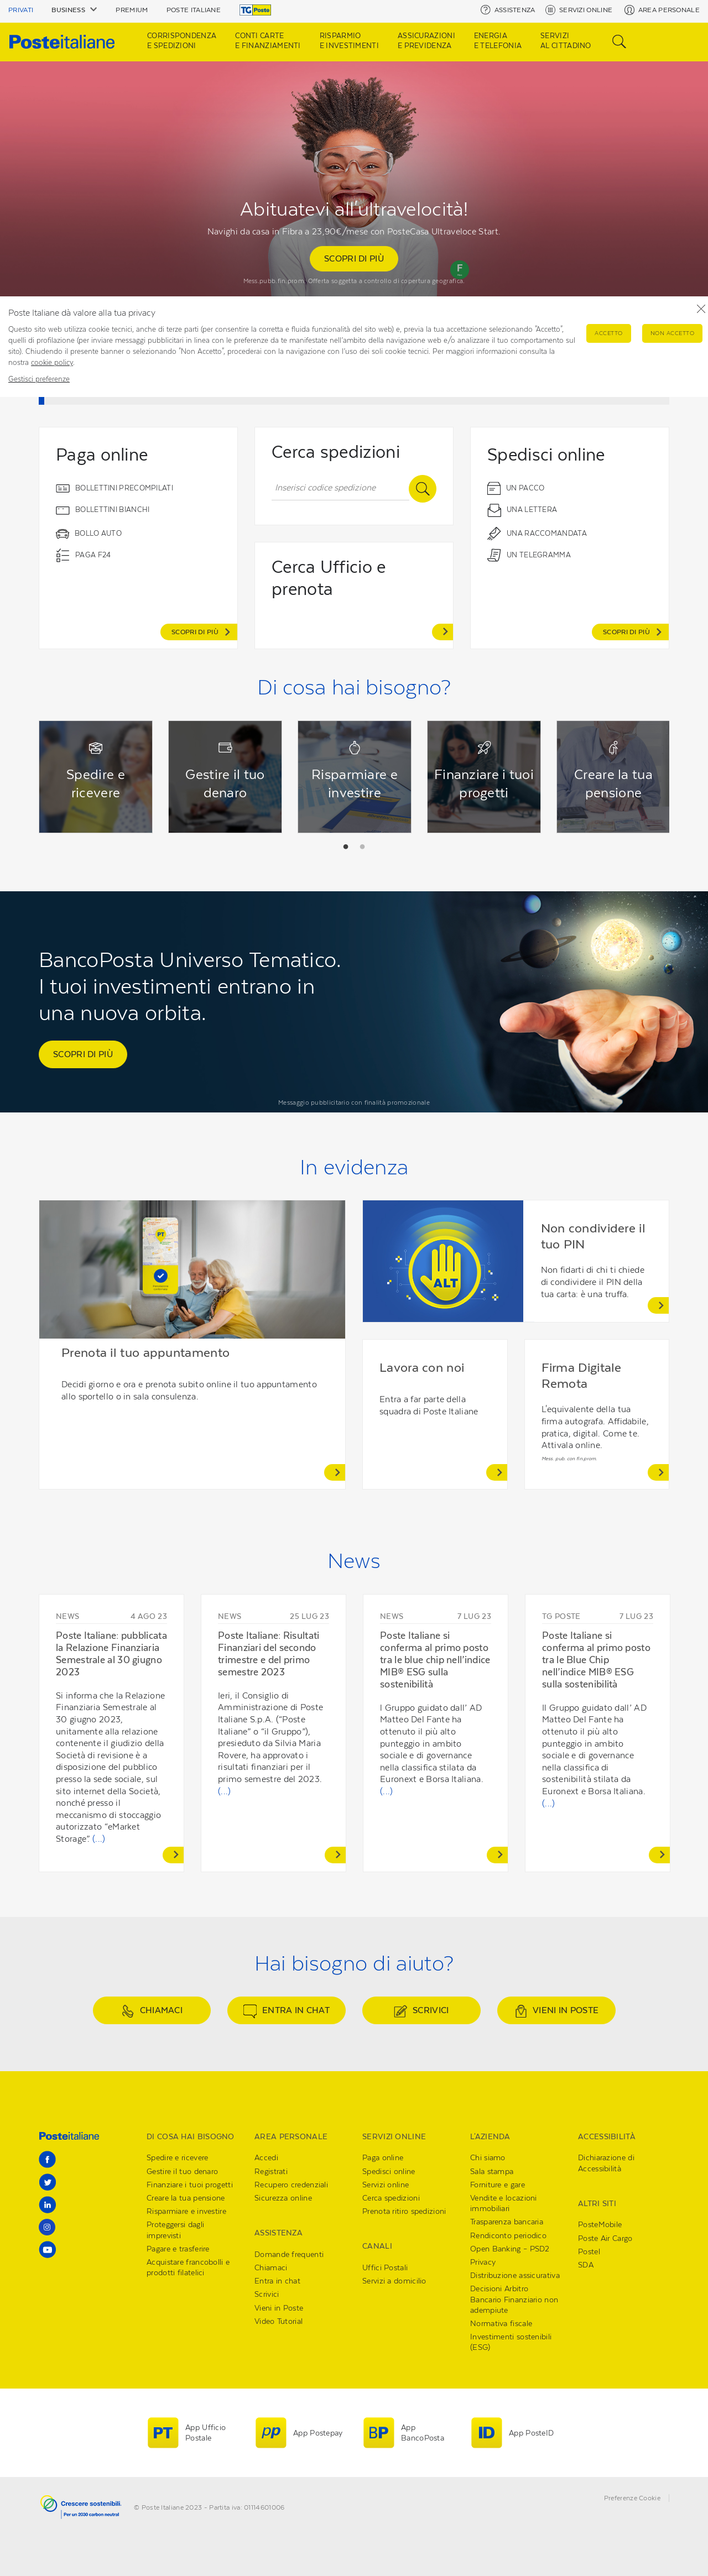 PRIVATI BUSINESS PREMIUM POSTE ITALIANE TG Poste ASSISTENZA SERVIZI ONLINE AREA PERSONALE
Posteitaliane
CORRISPONDENZA
E SPEDIZIONI
CONTI CARTE
E FINANZIAMENTI
RISPARMIO
E INVESTIMENTI
ASSICURAZIONI
E PREVIDENZA
ENERGIA
E TELEFONIA
SERVIZI
AL CITTADINO
Abituatevi all'ultravelocità!
Navighi da casa in Fibra a 23,90€/mese con PosteCasa Ultraveloce Start.
SCOPRI DI PIÙ
F
Mess.pubb.fin.prom. Offerta soggetta a controllo di copertura geografica.
Poste Italiane dà valore alla tua privacy
Questo sito web utilizza cookie tecnici, anche di terze parti (per consentire la corretta e fluida funzionalità del sito web) e, previa la tua accettazione selezionando "Accetto",
quelli di profilazione (per inviare messaggi pubblicitari in linea con le preferenze da te manifestate nell'ambito della navigazione web e/o analizzare il tuo comportamento sul
sito). Chiudendo il presente banner o selezionando "Non Accetto", procederai con la navigazione con l'uso dei soli cookie tecnici. Per maggiori informazioni consulta la
nostra cookie policy.
Gestisci preferenze
ACCETTO
NON ACCETTO
Paga online
BOLLETTINI PRECOMPILATI
BOLLETTINI BIANCHI
BOLLO AUTO
PAGA F24
SCOPRI DI PIÙ
Cerca spedizioni
Inserisci codice spedizione
Cerca Ufficio e
prenota
Spedisci online
UN PACCO
UNA LETTERA
UNA RACCOMANDATA
UN TELEGRAMMA
SCOPRI DI PIÙ
Di cosa hai bisogno?
Spedire e
ricevere
Gestire il tuo
denaro
Risparmiare e
investire
Finanziare i tuoi
progetti
Creare la tua
pensione
BancoPosta Universo Tematico.
I tuoi investimenti entrano in
una nuova orbita.
SCOPRI DI PIÙ
Messaggio pubblicitario con finalità promozionale
In evidenza
PT
Prenota il tuo appuntamento
Decidi giorno e ora e prenota subito online il tuo appuntamento
allo sportello o in sala consulenza.
ALT
Non condividere il
tuo PIN
Non fidarti di chi ti chiede
di condividere il PIN della
tua carta: è una truffa.
Lavora con noi
Entra a far parte della
squadra di Poste Italiane
Firma Digitale
Remota
L'equivalente della tua
firma autografa. Affidabile,
pratica, digital. Come te.
Attivala online.
Mess. pub. con fin.prom.
News
NEWS 4 AGO 23
Poste Italiane: pubblicata
la Relazione Finanziaria
Semestrale al 30 giugno
2023
Si informa che la Relazione
Finanziaria Semestrale al
30 giugno 2023,
unitamente alla relazione
contenente il giudizio della
Società di revisione è a
disposizione del pubblico
presso la sede sociale, sul
sito internet della Società,
nonché presso il
meccanismo di stoccaggio
autorizzato "eMarket
Storage" (...)
NEWS 25 LUG 23
Poste Italiane: Risultati
Finanziari del secondo
trimestre e del primo
semestre 2023
Ieri, il Consiglio di
Amministrazione di Poste
Italiane S.p.A. ("Poste
Italiane" o "il Gruppo"),
presieduto da Silvia Maria
Rovere, ha approvato i
risultati finanziari per il
primo semestre del 2023.
(...)
NEWS 7 LUG 23
Poste Italiane si
conferma al primo posto
tra le blue chip nell'indice
MIB® ESG sulla
sostenibilità
I Gruppo guidato dall' AD
Matteo Del Fante ha
ottenuto il più alto
punteggio in ambito
sociale e di governance
nella classifica stilata da
Euronext e Borsa Italiana.
(...)
TG POSTE 7 LUG 23
Poste Italiane si
conferma al primo posto
tra le Blue Chip
nell'indice MIB® ESG
sulla sostenibilità
Il Gruppo guidato dall' AD
Matteo Del Fante ha
ottenuto il più alto
punteggio in ambito
sociale e di governance
nella classifica di
sostenibilità stilata da
Euronext e Borsa Italiana.
(...)
Hai bisogno di aiuto?
CHIAMACI
ENTRA IN CHAT
SCRIVICI
VIENI IN POSTE
Posteitaliane
DI COSA HAI BISOGNO
Spedire e ricevere
Gestire il tuo denaro
Finanziare i tuoi progetti
Creare la tua pensione
Risparmiare e investire
Proteggersi dagli
imprevisti
Pagare e trasferire
Acquistare francobolli e
prodotti filatelici
AREA PERSONALE
Accedi
Registrati
Recupero credenziali
Sicurezza online
ASSISTENZA
Domande frequenti
Chiamaci
Entra in chat
Scrivici
Vieni in Poste
Video Tutorial
SERVIZI ONLINE
Paga online
Spedisci online
Servizi online
Cerca spedizioni
Prenota ritiro spedizioni
CANALI
Uffici Postali
Servizi a domicilio
L'AZIENDA
Chi siamo
Sala stampa
Forniture e gare
Vendite e locazioni
immobiliari
Trasparenza bancaria
Rendiconto periodico
Open Banking - PSD2
Privacy
Distribuzione assicurativa
Decisioni Arbitro
Bancario Finanziario non
adempiute
Normativa fiscale
Investimenti sostenibili
(ESG)
ACCESSIBILITÀ
Dichiarazione di
Accessibilità
ALTRI SITI
PosteMobile
Poste Air Cargo
Postel
SDA
PT
App Ufficio
Postale
pp
App Postepay
BP
App
BancoPosta
ID
App PosteID
Crescere sostenibili.
Per un 2030 carbon neutral
© Poste Italiane 2023 - Partita iva: 01114601006
Preferenze Cookie